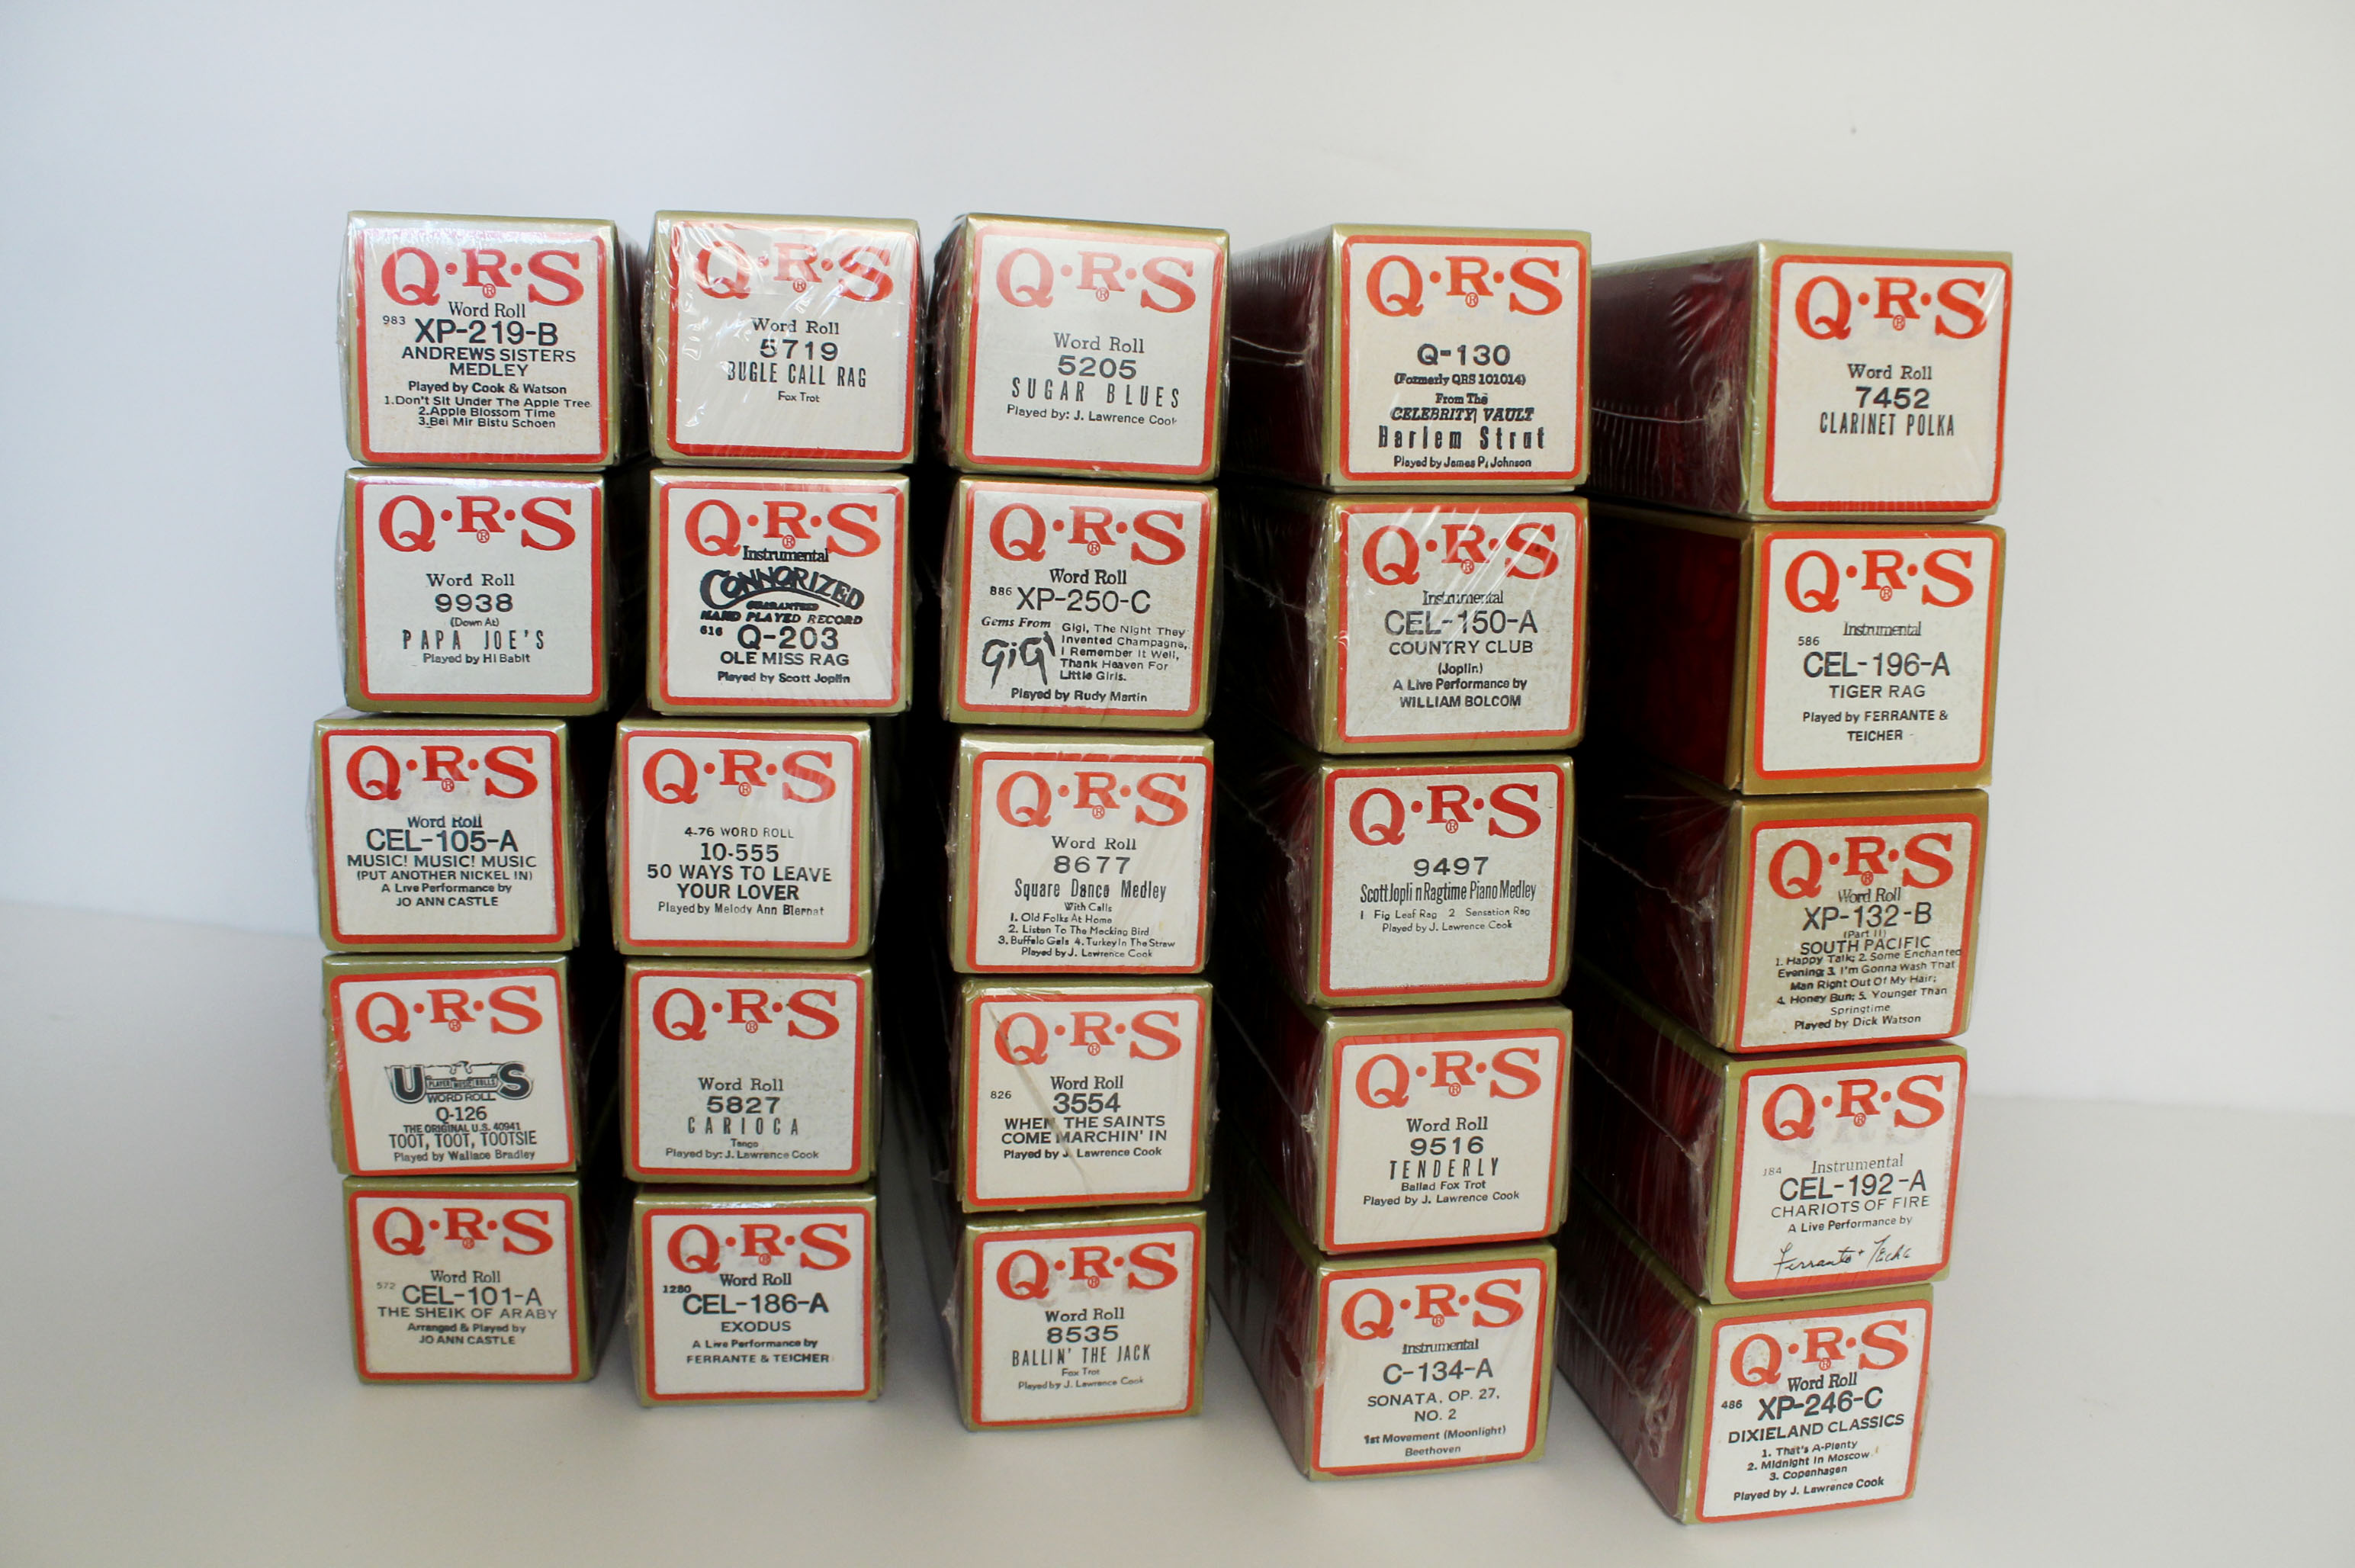 Q·R·S
®
Word Roll
983 XP-219-B
ANDREWS SISTERS
MEDLEY
Played by Cook & Watson
1.Don't Sit Under The Apple Tree
2.Apple Blossom Time
3.Bei Mir Bistu Schoen
Q·R·S
®
Word Roll
5719
BUGLE CALL RAG
Fox Trot
Q·R·S
®
Word Roll
5205
SUGAR BLUES
Played by: J. Lawrence Cook
Q·R·S
®
Q-130
(Formerly QRS 101014)
From The
CELEBRITY VAULT
Harlem Strut
Played by James P. Johnson
Q·R·S
®
Word Roll
7452
CLARINET POLKA
Q·R·S
®
Word Roll
9938
(Down At)
PAPA JOE'S
Played by Hi Babit
Q·R·S
®
Instrumental
CONNORIZED
GUARANTEED
HAND PLAYED RECORD
616 Q-203
OLE MISS RAG
Played by Scott Joplin
Q·R·S
®
Word Roll
886 XP-250-C
Gems From
GiGi
Gigi, The Night They
Invented Champagne,
I Remember It Well,
Thank Heaven For
Little Girls.
Played by Rudy Martin
Q·R·S
®
Instrumental
CEL-150-A
COUNTRY CLUB
(Joplin)
A Live Performance by
WILLIAM BOLCOM
Q·R·S
®
Instrumental
586
CEL-196-A
TIGER RAG
Played by FERRANTE &
TEICHER
Q·R·S
®
Word Roll
CEL-105-A
MUSIC! MUSIC! MUSIC
(PUT ANOTHER NICKEL IN)
A Live Performance by
JO ANN CASTLE
Q·R·S
®
4-76 WORD ROLL
10-555
50 WAYS TO LEAVE
YOUR LOVER
Played by Melody Ann Biernat
Q·R·S
®
Word Roll
8677
Square Dance Medley
With Calls
1. Old Folks At Home
2. Listen To The Mocking Bird
3. Buffalo Gals 4. Turkey In The Straw
Played by J. Lawrence Cook
Q·R·S
®
9497
Scott Joplin Ragtime Piano Medley
1 Fig Leaf Rag 2 Sensation Rag
Played by J. Lawrence Cook
Q·R·S
®
Word Roll
XP-132-B
(Part II)
SOUTH PACIFIC
1. Happy Talk; 2. Some Enchanted
Evening; 3. I'm Gonna Wash That
Man Right Out Of My Hair;
4. Honey Bun; 5. Younger Than
Springtime
Played by Dick Watson
Q·R·S
®
U S
PLAYER MUSIC ROLLS
WORD ROLL
Q-126
THE ORIGINAL U.S. 40941
TOOT, TOOT, TOOTSIE
Played by Wallace Bradley
Q·R·S
®
Word Roll
5827
CARIOCA
Tango
Played by: J. Lawrence Cook
Q·R·S
®
Word Roll
826 3554
WHEN THE SAINTS
COME MARCHIN' IN
Played by J. Lawrence Cook
Q·R·S
®
Word Roll
9516
TENDERLY
Ballad Fox Trot
Played by J. Lawrence Cook
Q·R·S
®
184 Instrumental
CEL-192-A
CHARIOTS OF FIRE
A Live Performance by
Ferrante + Teicher
Q·R·S
®
Word Roll
572 CEL-101-A
THE SHEIK OF ARABY
Arranged & Played by
JO ANN CASTLE
Q·R·S
®
Word Roll
1280 CEL-186-A
EXODUS
A Live Performance by
FERRANTE & TEICHER
Q·R·S
®
Word Roll
8535
BALLIN' THE JACK
Fox Trot
Played by J. Lawrence Cook
Q·R·S
®
Instrumental
C-134-A
SONATA, OP. 27,
NO. 2
1st Movement (Moonlight)
Beethoven
Q·R·S
®
Word Roll
486 XP-246-C
DIXIELAND CLASSICS
1. That's A-Plenty
2. Midnight In Moscow
3. Copenhagen
Played by J. Lawrence Cook